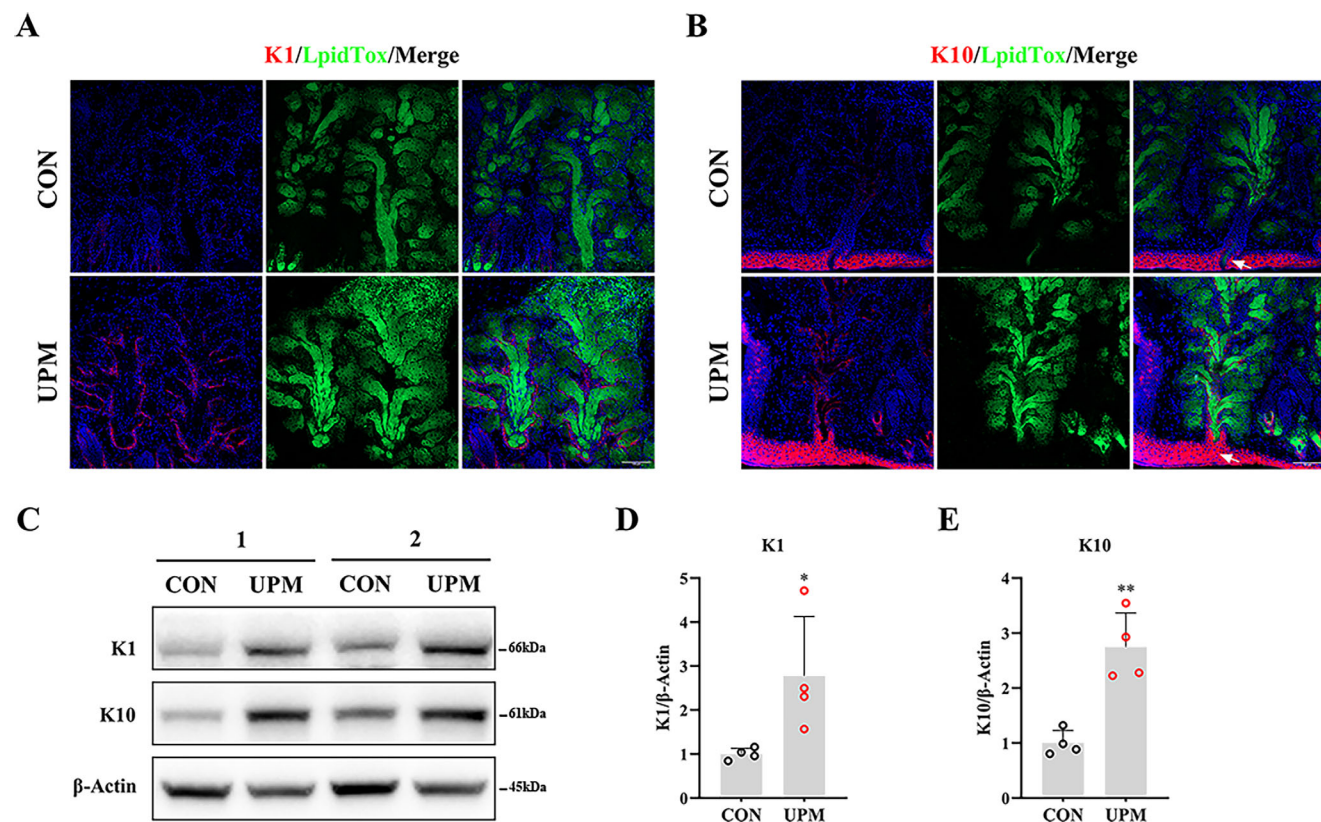 A
K1/LpidTox/Merge
CON
UPM
B
K10/LpidTox/Merge
CON
UPM
C
1 2
CON UPM CON UPM
K1 66kDa
K10 61kDa
β-Actin 45kDa
D
K1
K1/β-Actin
5
4
3
2
1
0
*
CON UPM
E
K10
K10/β-Actin
4
3
2
1
0
**
CON UPM